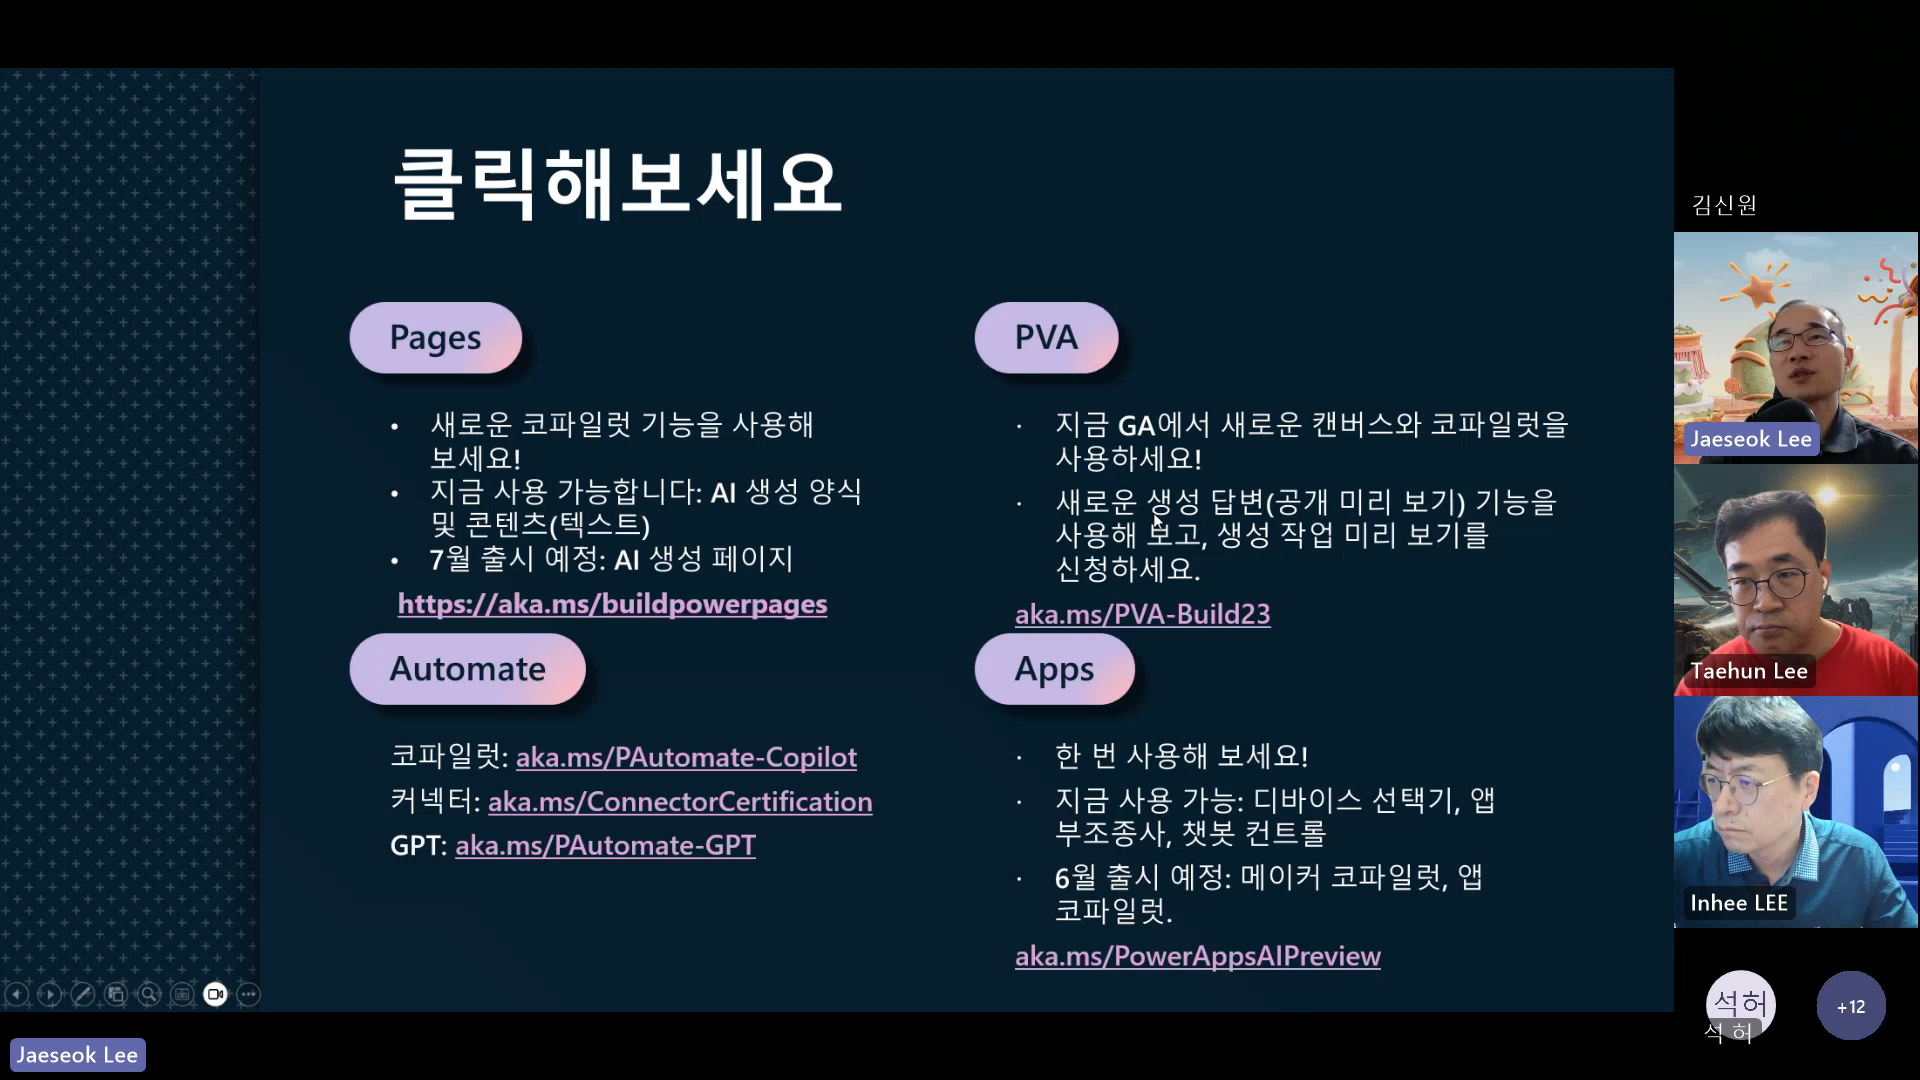 클릭해보세요
Pages
• 새로운 코파일럿 기능을 사용해
보세요!
• 지금 사용 가능합니다: AI 생성 양식
및 콘텐츠(텍스트)
• 7월 출시 예정: AI 생성 페이지
https://aka.ms/buildpowerpages
PVA
· 지금 GA에서 새로운 캔버스와 코파일럿을
사용하세요!
· 새로운 생성 답변(공개 미리 보기) 기능을
사용해 보고, 생성 작업 미리 보기를
신청하세요.
aka.ms/PVA-Build23
Automate
코파일럿: aka.ms/PAutomate-Copilot
커넥터: aka.ms/ConnectorCertification
GPT: aka.ms/PAutomate-GPT
Apps
· 한 번 사용해 보세요!
· 지금 사용 가능: 디바이스 선택기, 앱
부조종사, 챗봇 컨트롤
· 6월 출시 예정: 메이커 코파일럿, 앱
코파일럿.
aka.ms/PowerAppsAIPreview
김신원
Jaeseok Lee
Taehun Lee
Inhee LEE
석허
석 허
+12
Jaeseok Lee